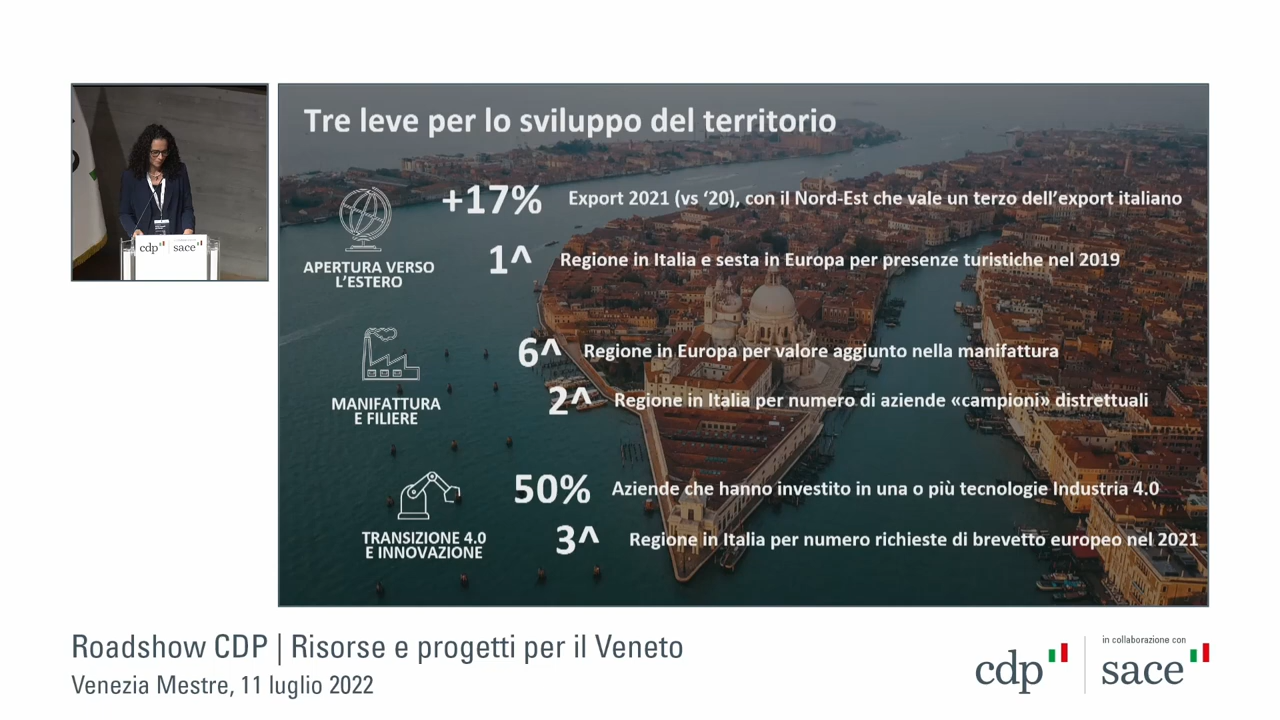 Tre leve per lo sviluppo del territorio
+17% Export 2021 (vs ‘20), con il Nord-Est che vale un terzo dell’export italiano
1^ Regione in Italia e sesta in Europa per presenze turistiche nel 2019
APERTURA VERSO
L’ESTERO
6^ Regione in Europa per valore aggiunto nella manifattura
2^ Regione in Italia per numero di aziende «campioni» distrettuali
MANIFATTURA
E FILIERE
50% Aziende che hanno investito in una o più tecnologie Industria 4.0
3^ Regione in Italia per numero richieste di brevetto europeo nel 2021
TRANSIZIONE 4.0
E INNOVAZIONE
cdp sace
Roadshow CDP | Risorse e progetti per il Veneto
Venezia Mestre, 11 luglio 2022
cdp
in collaborazione con
sace